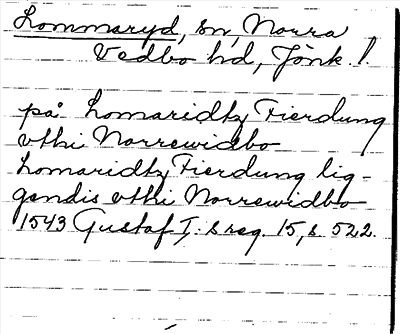 Lommaryd, sn, Norra
Vedbo hd, Jönk. l.
på Lomaridtz Fierdung
vthi Norrewidbo
Lomaridtz Fierdung lig-
gendis vthi Norrewidbo
1543 Gustaf I:s reg. 15, s. 522.